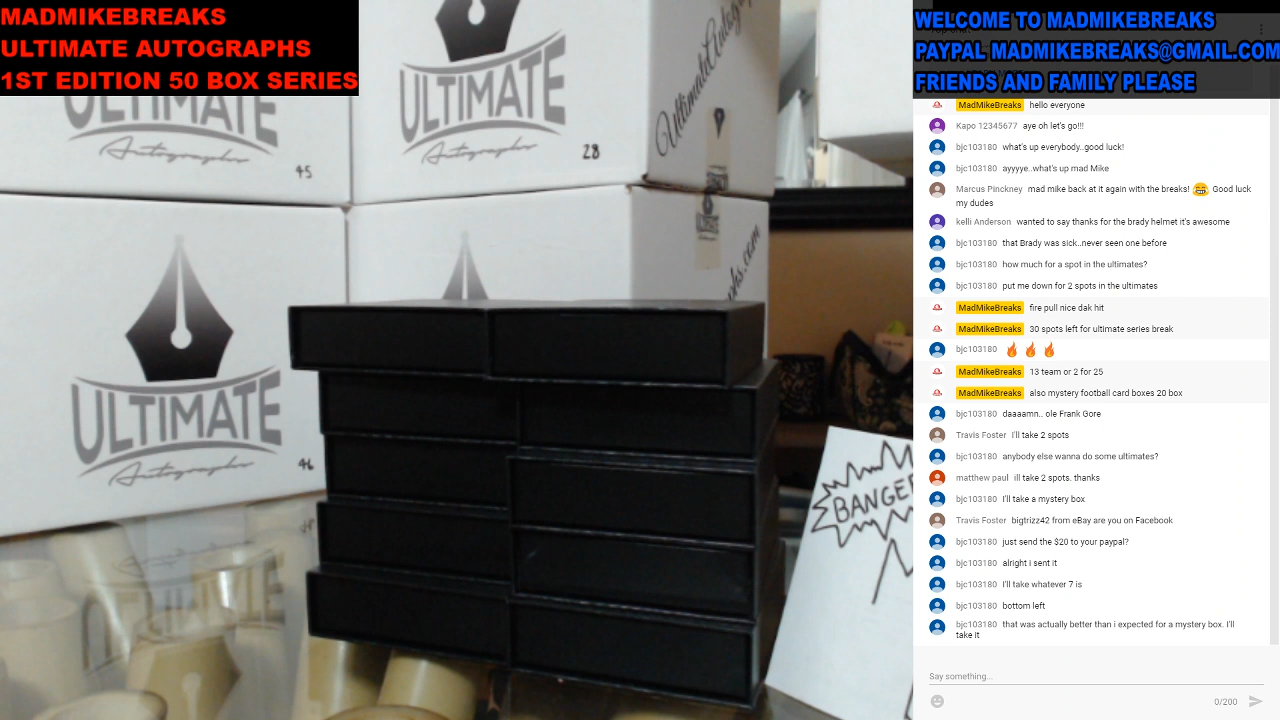 MADMIKEBREAKS
ULTIMATE AUTOGRAPHS
1ST EDITION 50 BOX SERIES
ULTIMATE
Autographs
45
ULTIMATE
Autographs
28
UltimateAutographs
ULTIMATE
ULTIMATE
Autographs
46
BANGER
WELCOME TO MADMIKEBREAKS
PAYPAL MADMIKEBREAKS@GMAIL.COM
FRIENDS AND FAMILY PLEASE
MadMikeBreaks hello everyone
Kapo 12345677 aye oh let's go!!!
bjc103180 what's up everybody..good luck!
bjc103180 ayyyye..what's up mad Mike
Marcus Pinckney mad mike back at it again with the breaks! 😂 Good luck
my dudes
kelli Anderson wanted to say thanks for the brady helmet it's awesome
bjc103180 that Brady was sick..never seen one before
bjc103180 how much for a spot in the ultimates?
bjc103180 put me down for 2 spots in the ultimates
MadMikeBreaks fire pull nice dak hit
MadMikeBreaks 30 spots left for ultimate series break
bjc103180 🔥 🔥 🔥
MadMikeBreaks 13 team or 2 for 25
MadMikeBreaks also mystery football card boxes 20 box
bjc103180 daaaamn.. ole Frank Gore
Travis Foster I'll take 2 spots
bjc103180 anybody else wanna do some ultimates?
matthew paul ill take 2 spots. thanks
bjc103180 I'll take a mystery box
Travis Foster bigtrizz42 from eBay are you on Facebook
bjc103180 just send the $20 to your paypal?
bjc103180 alright i sent it
bjc103180 I'll take whatever 7 is
bjc103180 bottom left
bjc103180 that was actually better than i expected for a mystery box. I'll
take it
Say something...
0/200